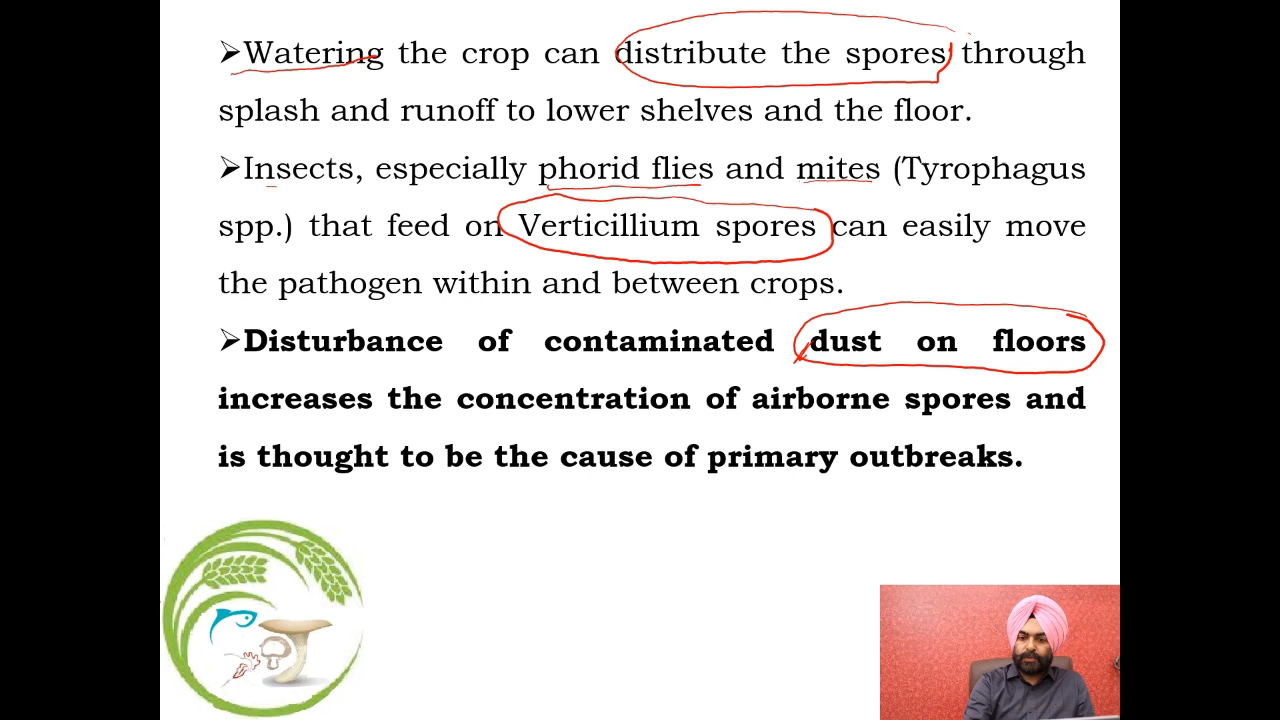 ➢Watering the crop can distribute the spores through
splash and runoff to lower shelves and the floor.
➢Insects, especially phorid flies and mites (Tyrophagus
spp.) that feed on Verticillium spores can easily move
the pathogen within and between crops.
➢Disturbance of contaminated dust on floors
increases the concentration of airborne spores and
is thought to be the cause of primary outbreaks.